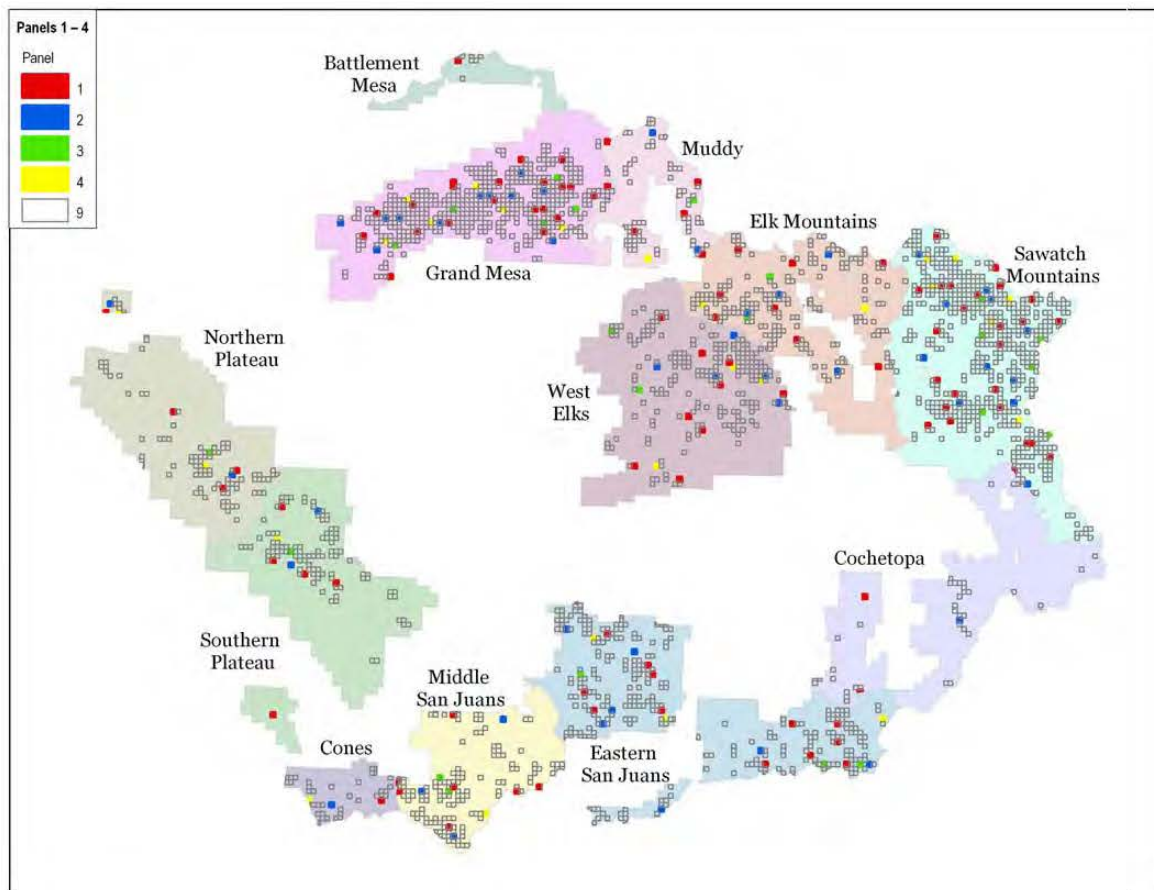 Panels 1 – 4
Panel
1
2
3
4
9
Battlement
Mesa
Muddy
Elk Mountains
Sawatch
Mountains
Grand Mesa
Northern
Plateau
West
Elks
Cochetopa
Southern
Plateau
Middle
San Juans
Cones
Eastern
San Juans